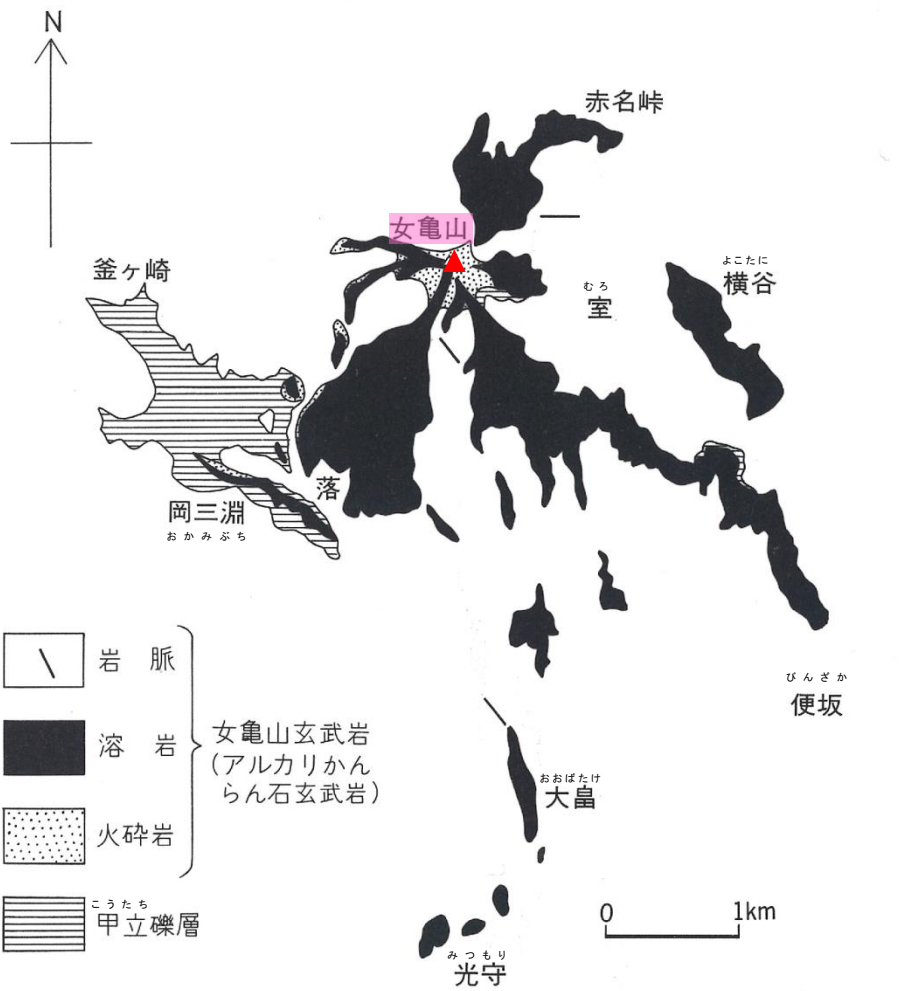 N
赤名峠
女亀山
釜ヶ崎
よこたに
横谷
むろ
室
落
岡三淵
おかみぶち
びんざか
便坂
おおばたけ
大畠
みつもり
光守
岩 脈
溶 岩
火砕岩
女亀山玄武岩
(アルカリかん
らん石玄武岩)
こうたち
甲立礫層
0 1km